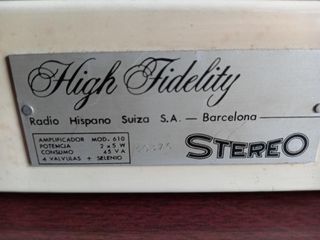 High Fidelity
Radio Hispano Suiza S.A. — Barcelona
AMPLIFICADOR MOD. 610
POTENCIA 2 x 5 W
CONSUMO 45 VA
4 VALVULAS + SELENIO
STEREO